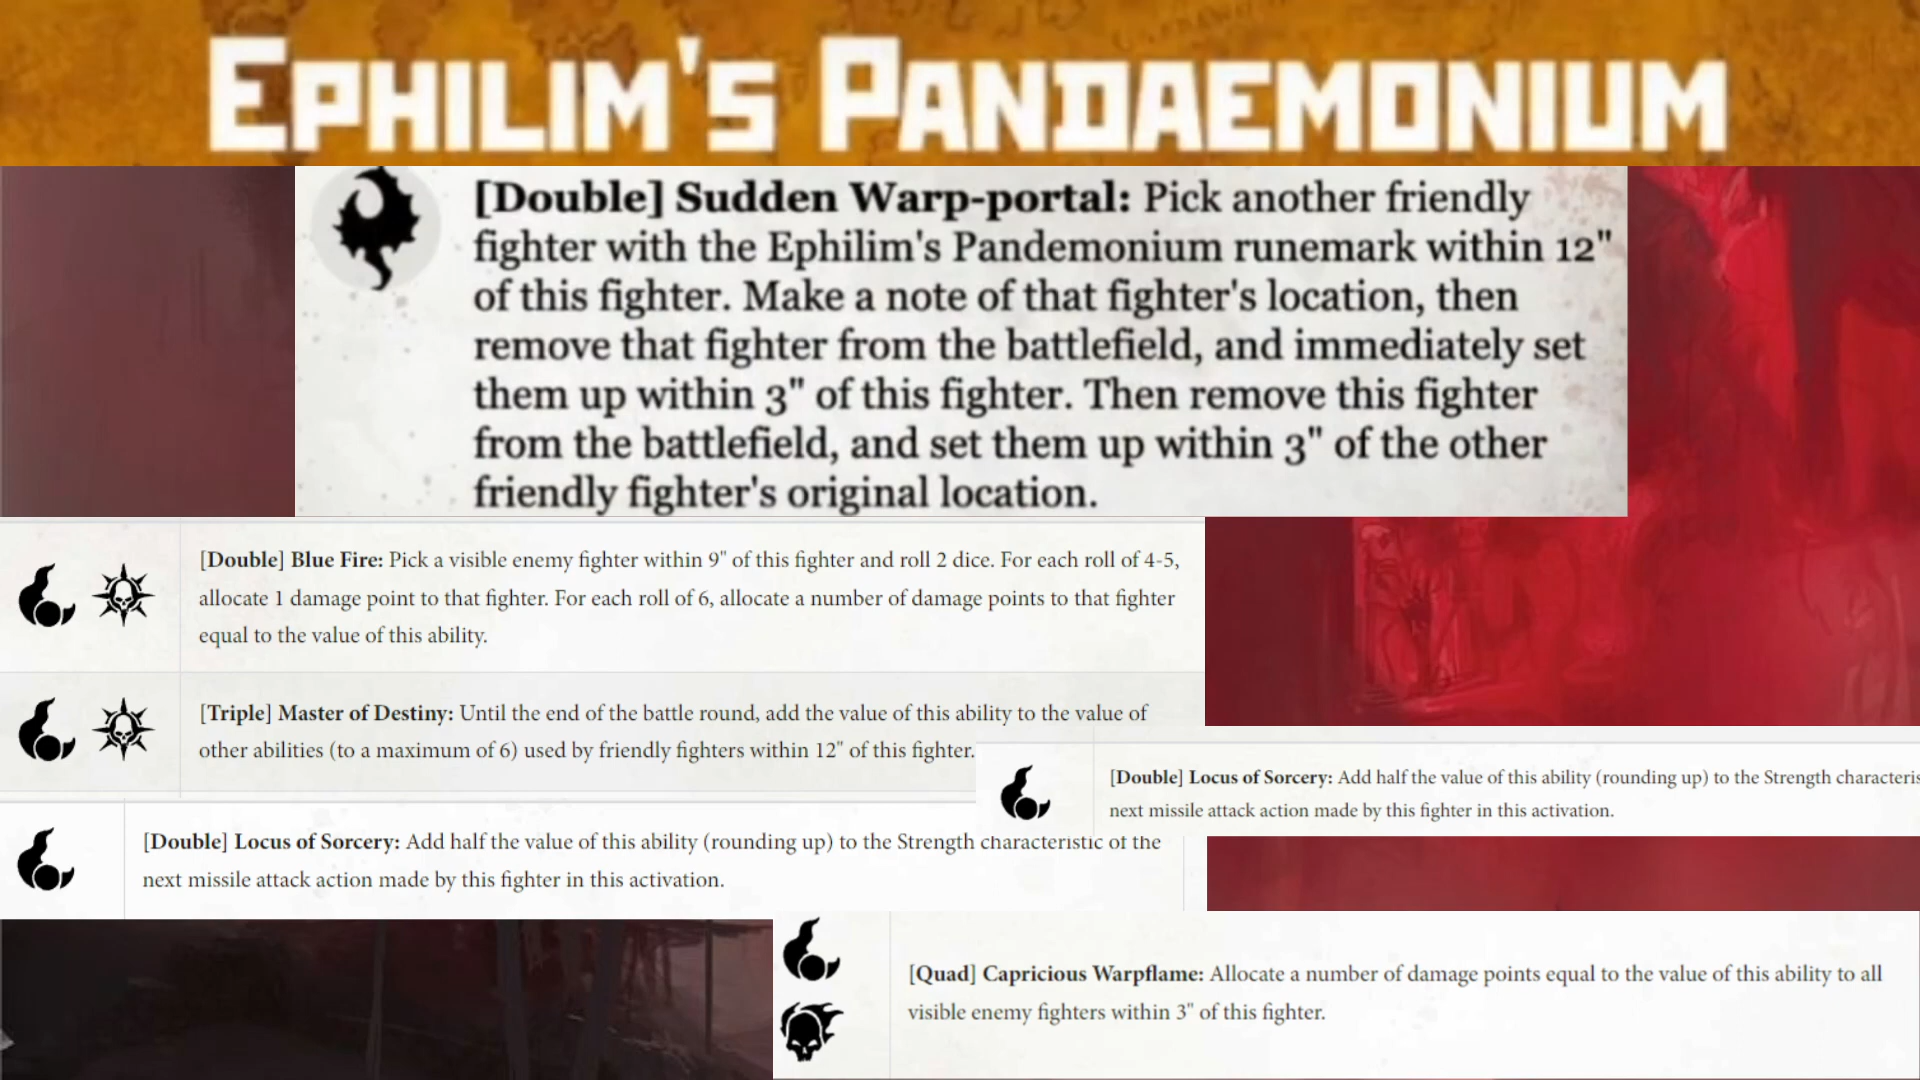 EPHILIM'S PANDAEMONIUM
[Double] Sudden Warp-portal: Pick another friendly
fighter with the Ephilim's Pandemonium runemark within 12"
of this fighter. Make a note of that fighter's location, then
remove that fighter from the battlefield, and immediately set
them up within 3" of this fighter. Then remove this fighter
from the battlefield, and set them up within 3" of the other
friendly fighter's original location.
[Double] Blue Fire: Pick a visible enemy fighter within 9" of this fighter and roll 2 dice. For each roll of 4-5,
allocate 1 damage point to that fighter. For each roll of 6, allocate a number of damage points to that fighter
equal to the value of this ability.
[Triple] Master of Destiny: Until the end of the battle round, add the value of this ability to the value of
other abilities (to a maximum of 6) used by friendly fighters within 12" of this fighter.
[Double] Locus of Sorcery: Add half the value of this ability (rounding up) to the Strength characteris
next missile attack action made by this fighter in this activation.
[Double] Locus of Sorcery: Add half the value of this ability (rounding up) to the Strength characteristic of the
next missile attack action made by this fighter in this activation.
[Quad] Capricious Warpflame: Allocate a number of damage points equal to the value of this ability to all
visible enemy fighters within 3" of this fighter.